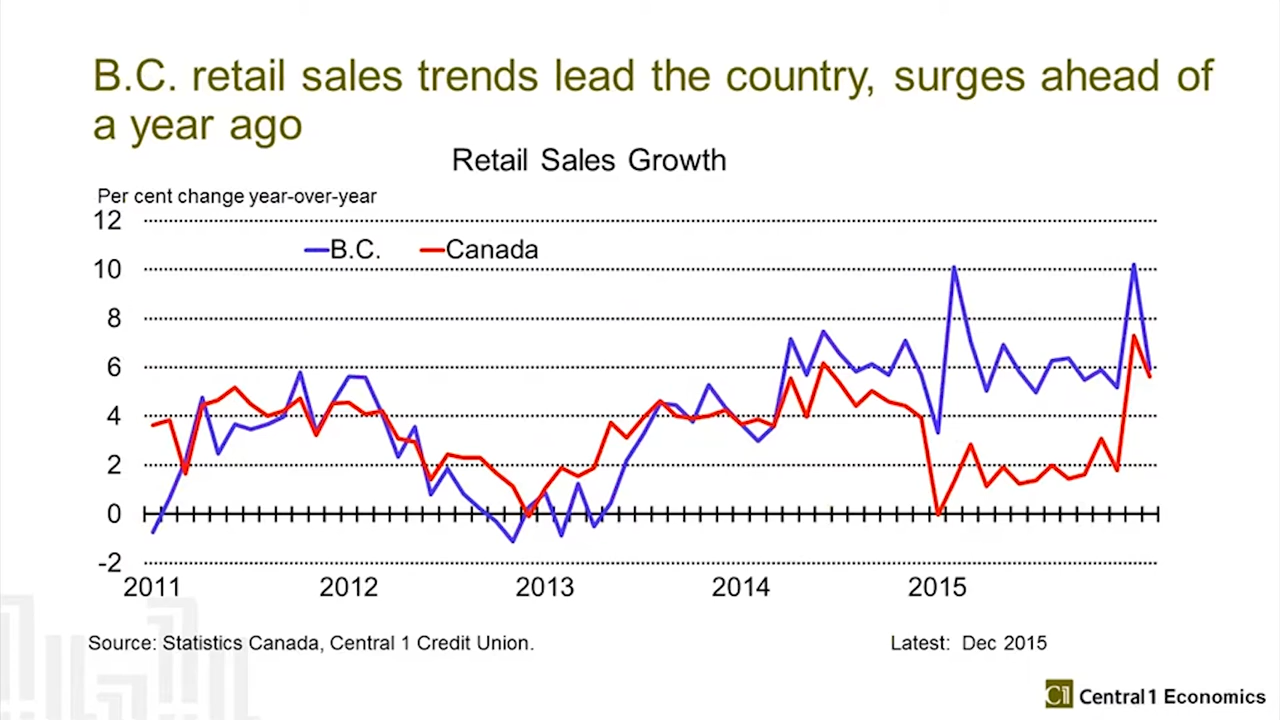 B.C. retail sales trends lead the country, surges ahead of
a year ago
Retail Sales Growth
Per cent change year-over-year
12
B.C. Canada
10
8
6
4
2
0
-2
2011 2012 2013 2014 2015
Source: Statistics Canada, Central 1 Credit Union. Latest: Dec 2015
C1 Central 1 Economics